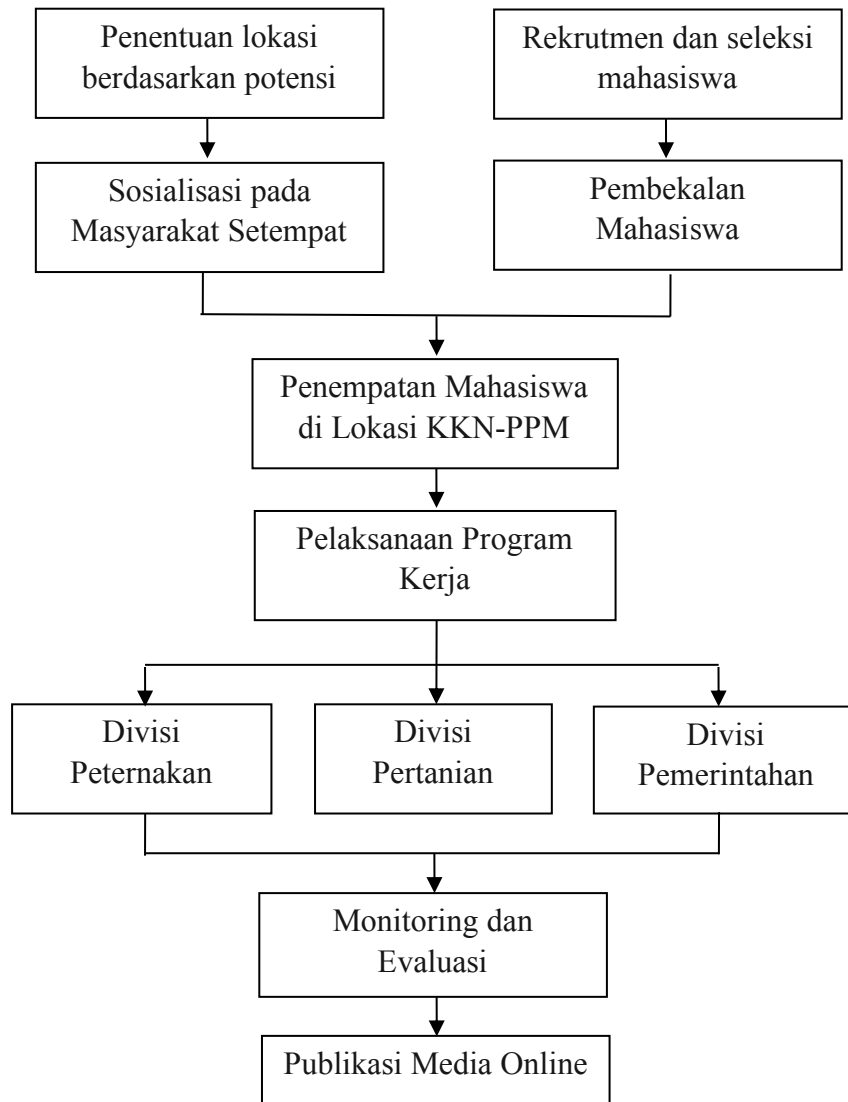 Penentuan lokasi
berdasarkan potensi
Rekrutmen dan seleksi
mahasiswa
Sosialisasi pada
Masyarakat Setempat
Pembekalan
Mahasiswa
Penempatan Mahasiswa
di Lokasi KKN-PPM
Pelaksanaan Program
Kerja
Divisi
Peternakan
Divisi
Pertanian
Divisi
Pemerintahan
Monitoring dan
Evaluasi
Publikasi Media Online